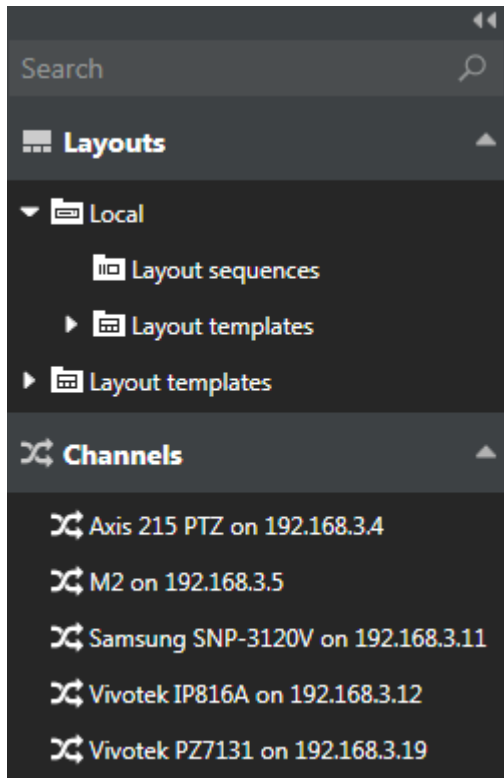 Search
Layouts
Local
Layout sequences
Layout templates
Layout templates
Channels
Axis 215 PTZ on 192.168.3.4
M2 on 192.168.3.5
Samsung SNP-3120V on 192.168.3.11
Vivotek IP816A on 192.168.3.12
Vivotek PZ7131 on 192.168.3.19